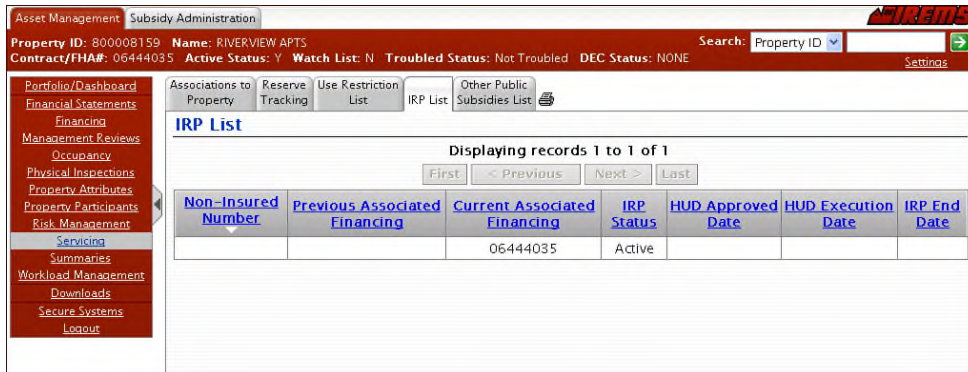 Asset Management Subsidy Administration
iREMS
Property ID: 800008159 Name: RIVERVIEW APTS
Contract/FHA#: 06444035 Active Status: Y Watch List: N Troubled Status: Not Troubled DEC Status: NONE
Search: Property ID
Settings
Portfolio/Dashboard
Financial Statements
Financing
Management Reviews
Occupancy
Physical Inspections
Property Attributes
Property Participants
Risk Management
Servicing
Summaries
Workload Management
Downloads
Secure Systems
Logout
Associations to Property Reserve Tracking Use Restriction List IRP List Other Public Subsidies List
IRP List
Displaying records 1 to 1 of 1
First < Previous Next > Last
Non-Insured Number Previous Associated Financing Current Associated Financing IRP Status HUD Approved Date HUD Execution Date IRP End Date
06444035 Active